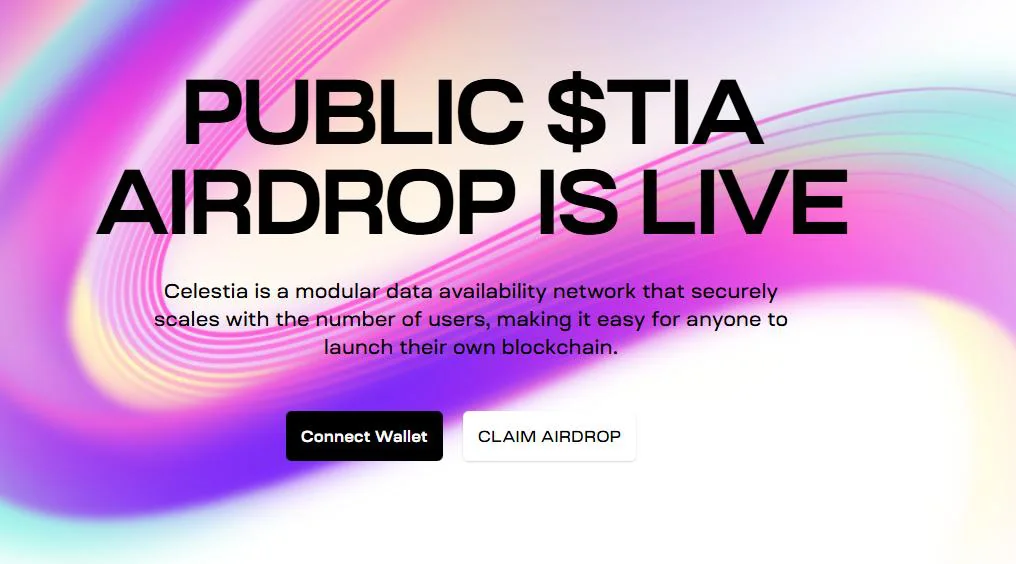 PUBLIC $TIA
AIRDROP IS LIVE
Celestia is a modular data availability network that securely
scales with the number of users, making it easy for anyone to
launch their own blockchain.
Connect Wallet
CLAIM AIRDROP